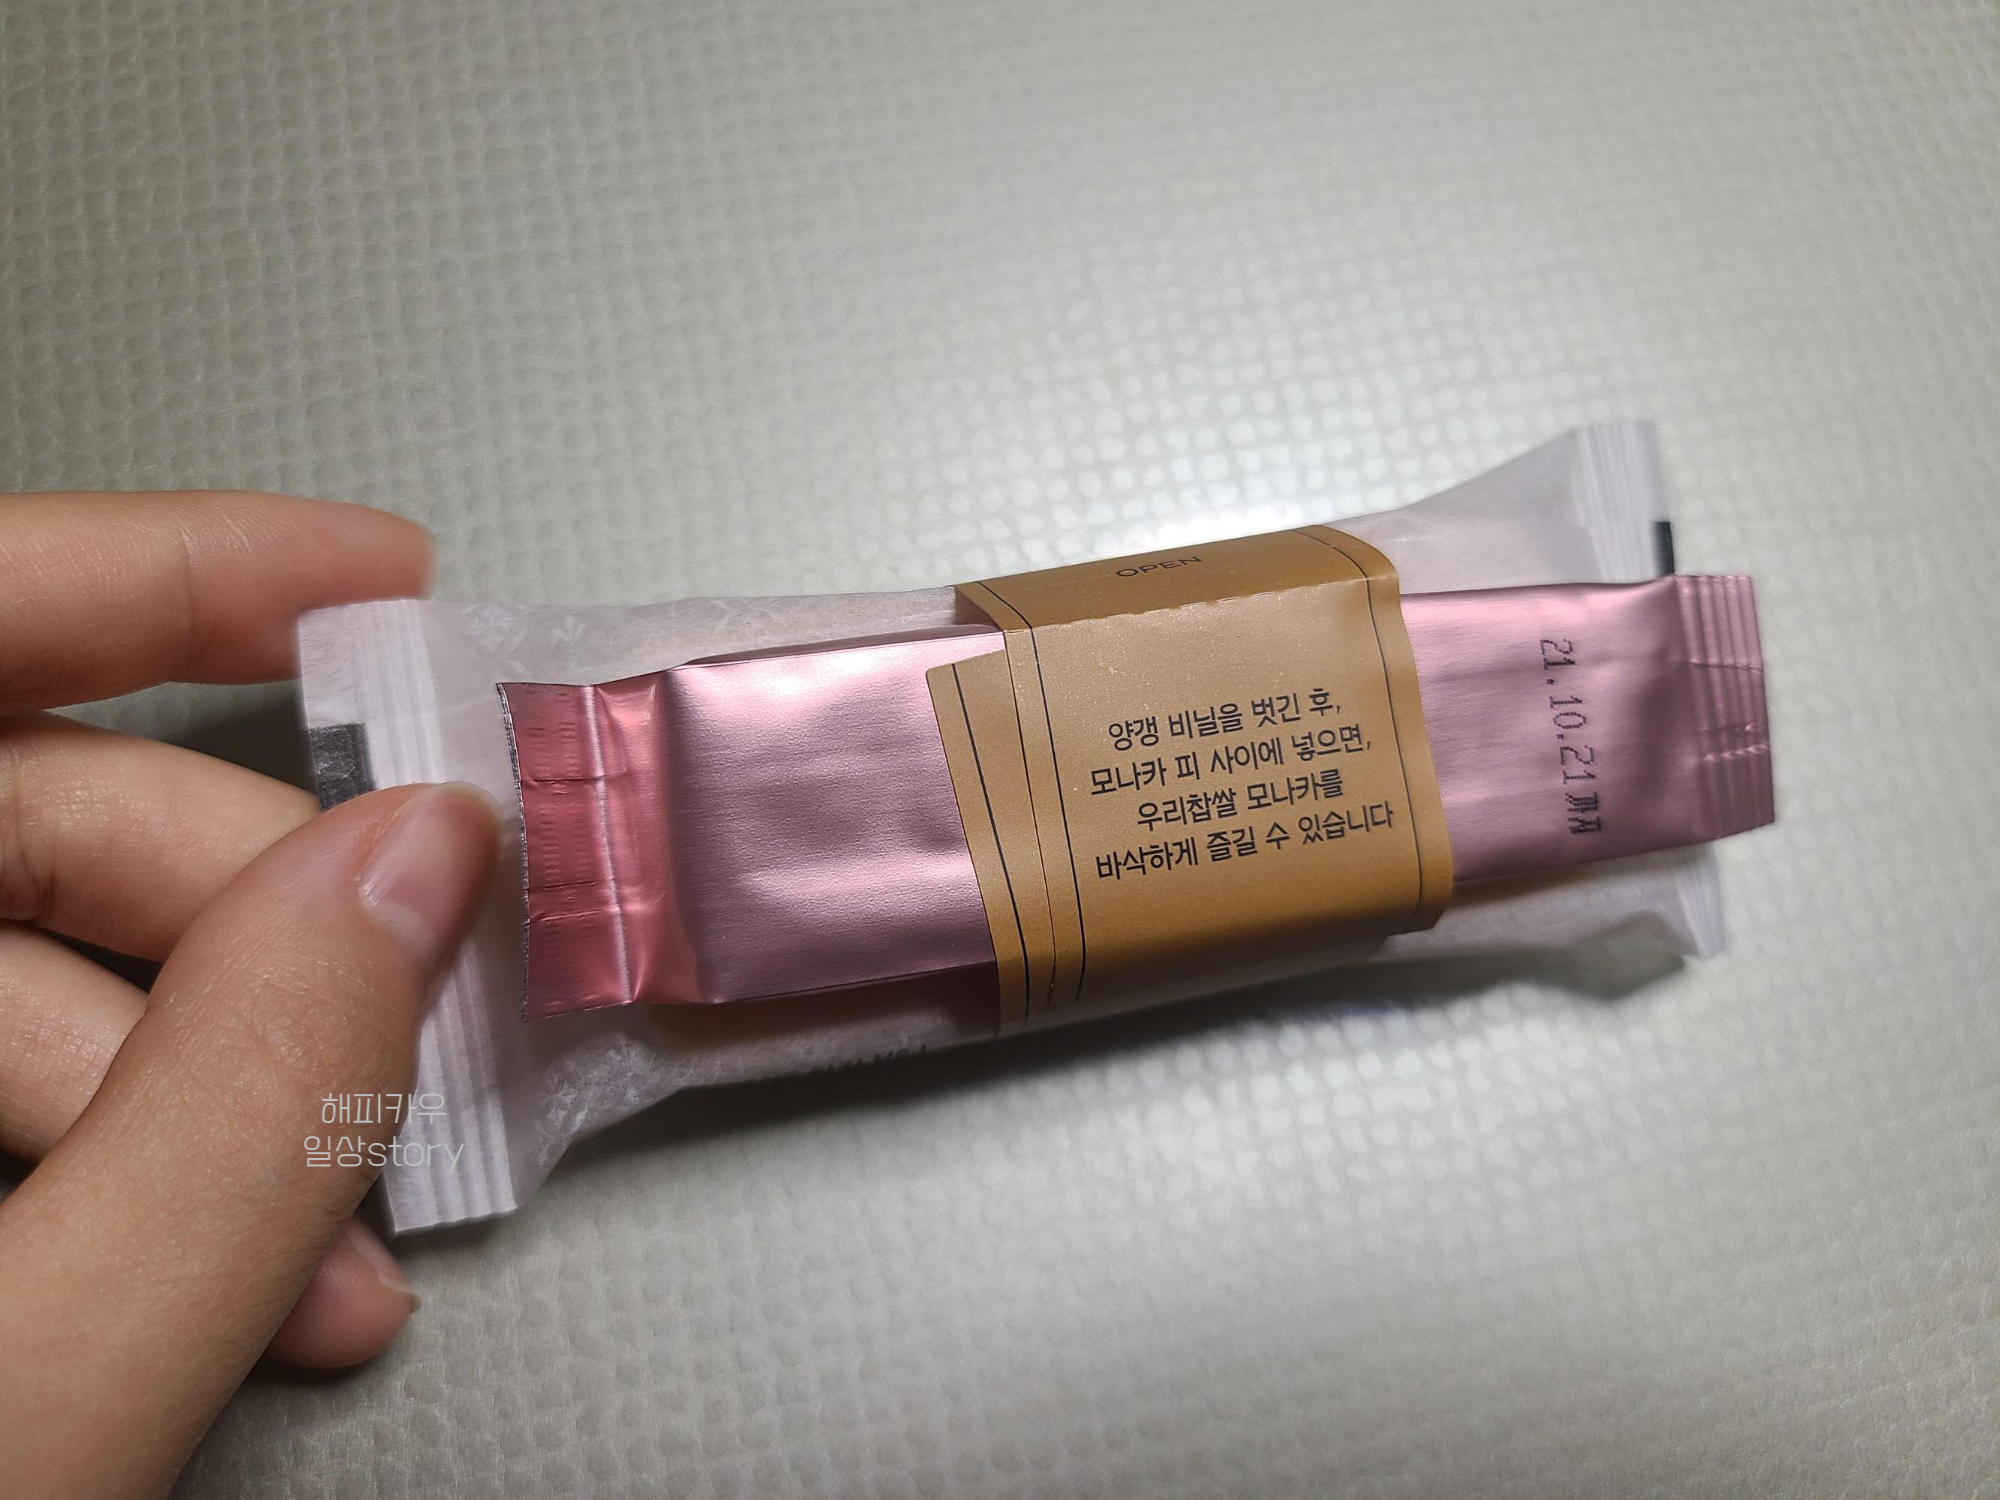 OPEN
양갱 비닐을 벗긴 후,
모나카 피 사이에 넣으면,
우리찹쌀 모나카를
바삭하게 즐길 수 있습니다
21.10.21까지
해피카우
일상story